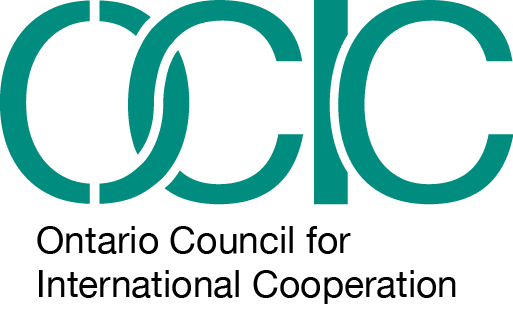 OCIC
Ontario Council for
International Cooperation